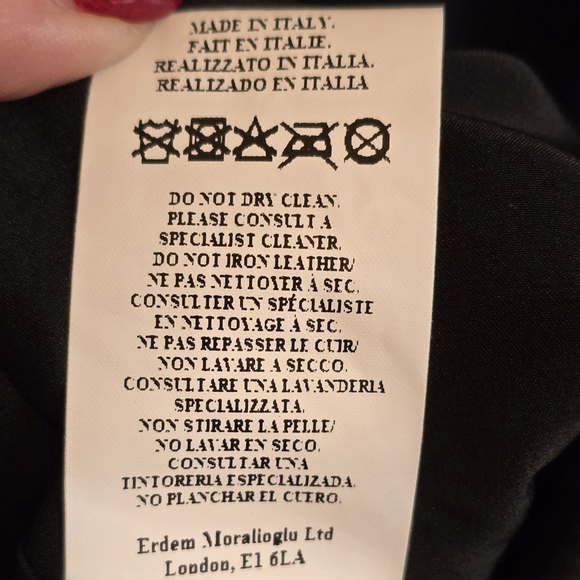 MADE IN ITALY.
FAIT EN ITALIE.
REALIZZATO IN ITALIA.
REALIZADO EN ITALIA
DO NOT DRY CLEAN.
PLEASE CONSULT A
SPECIALIST CLEANER.
DO NOT IRON LEATHER/
NE PAS NETTOYER À SEC.
CONSULTER UN SPÉCIALISTE
EN NETTOYAGE À SEC.
NE PAS REPASSER LE CUIR/
NON LAVARE A SECCO.
CONSULTARE UNA LAVANDERIA
SPECIALIZZATA.
NON STIRARE LA PELLE/
NO LAVAR EN SECO.
CONSULTAR UNA
TINTORERIA ESPECIALIZADA.
NO PLANCHAR EL CUERO.
Erdem Moralioglu Ltd
London, E1 6LA